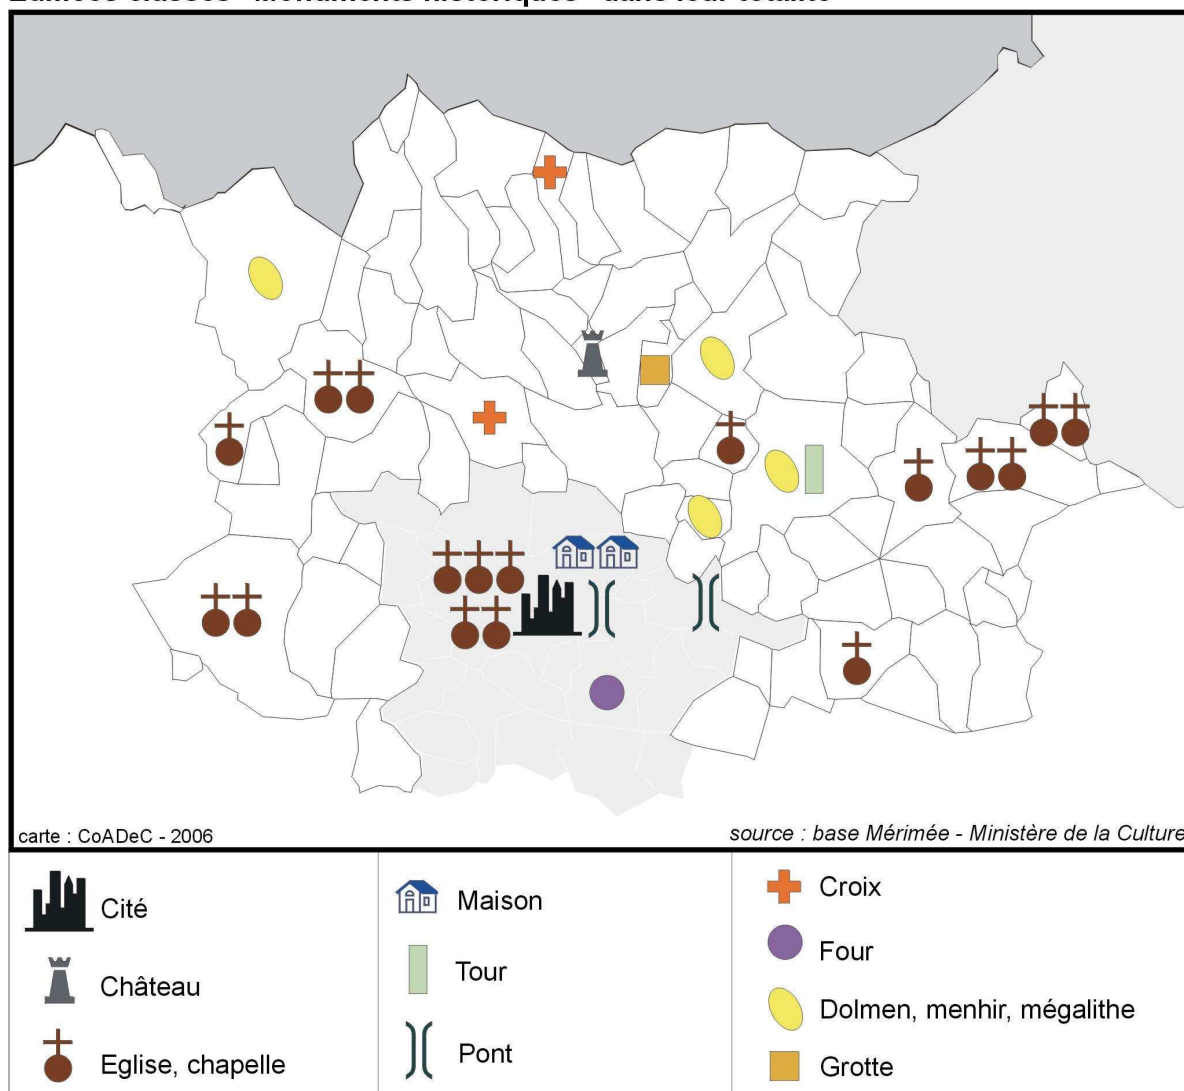 carte : CoADeC - 2006
source : base Mérimée - Ministère de la Culture
Cité
Château
Eglise, chapelle
Maison
Tour
Pont
Croix
Four
Dolmen, menhir, mégalithe
Grotte